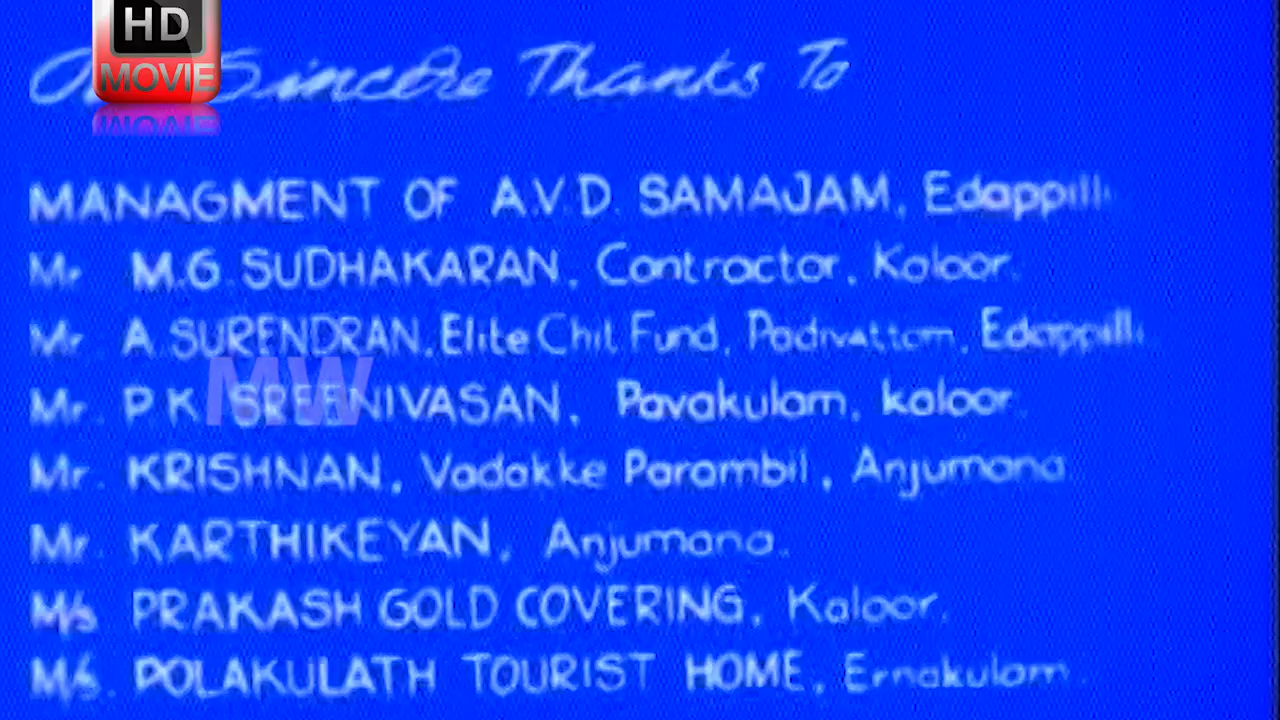 HD
MOVIE
Sincere Thanks To
MANAGMENT OF A.V.D. SAMAJAM, Edappilli
Mr M.G. SUDHAKARAN, Contractor, Kaloor.
Mr A. SURENDRAN, Elite Chit Fund, Padivattom, Edappilli
MW
Mr. P K SREENIVASAN, Pavakulam, kaloor.
Mr. KRISHNAN, Vadakke Parambil, Anjumana
Mr. KARTHIKEYAN, Anjumana.
M/s PRAKASH GOLD COVERING, Kaloor.
M/s. POLAKULATH TOURIST HOME, Ernakulam.